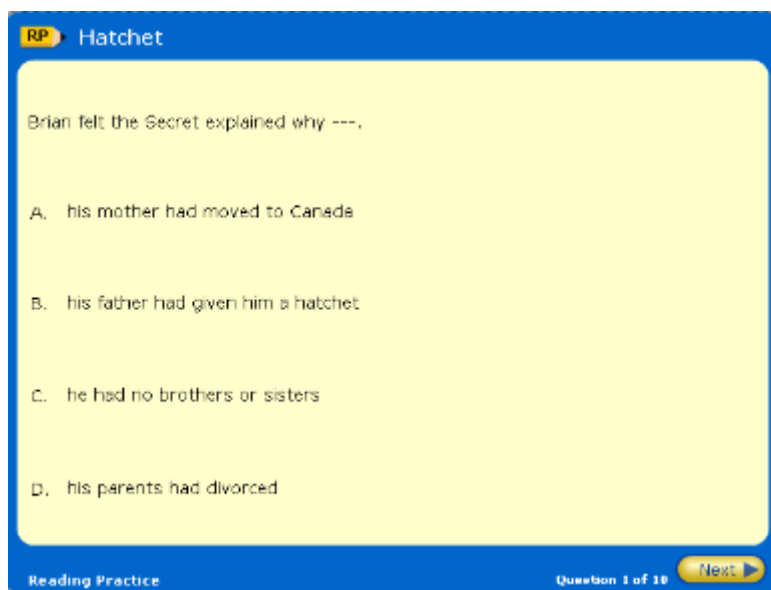 RP Hatchet
Brian felt the Secret explained why ---.
A. his mother had moved to Canada
B. his father had given him a hatchet
C. he had no brothers or sisters
D. his parents had divorced
Next
Reading Practice Question 1 of 10